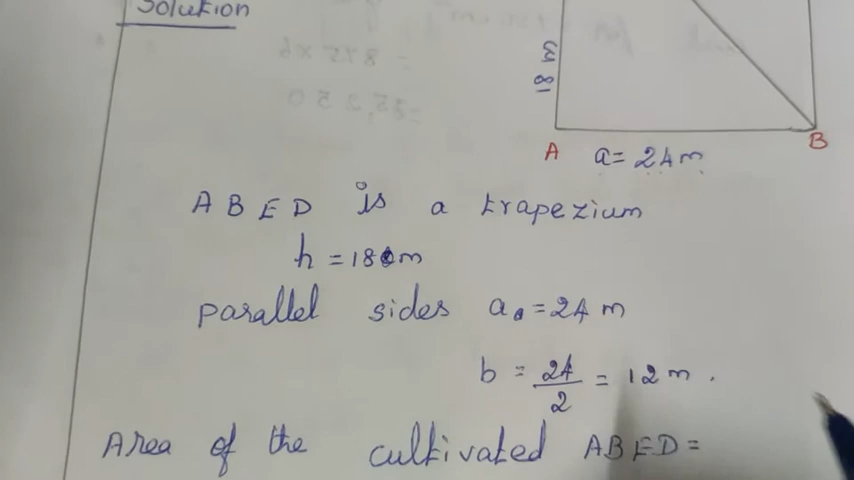 Solution
18 m
A a = 24 m B
ABED is a trapezium
h = 18 m
parallel sides a = 24 m
b = 24/2 = 12 m.
Area of the cultivated ABED =